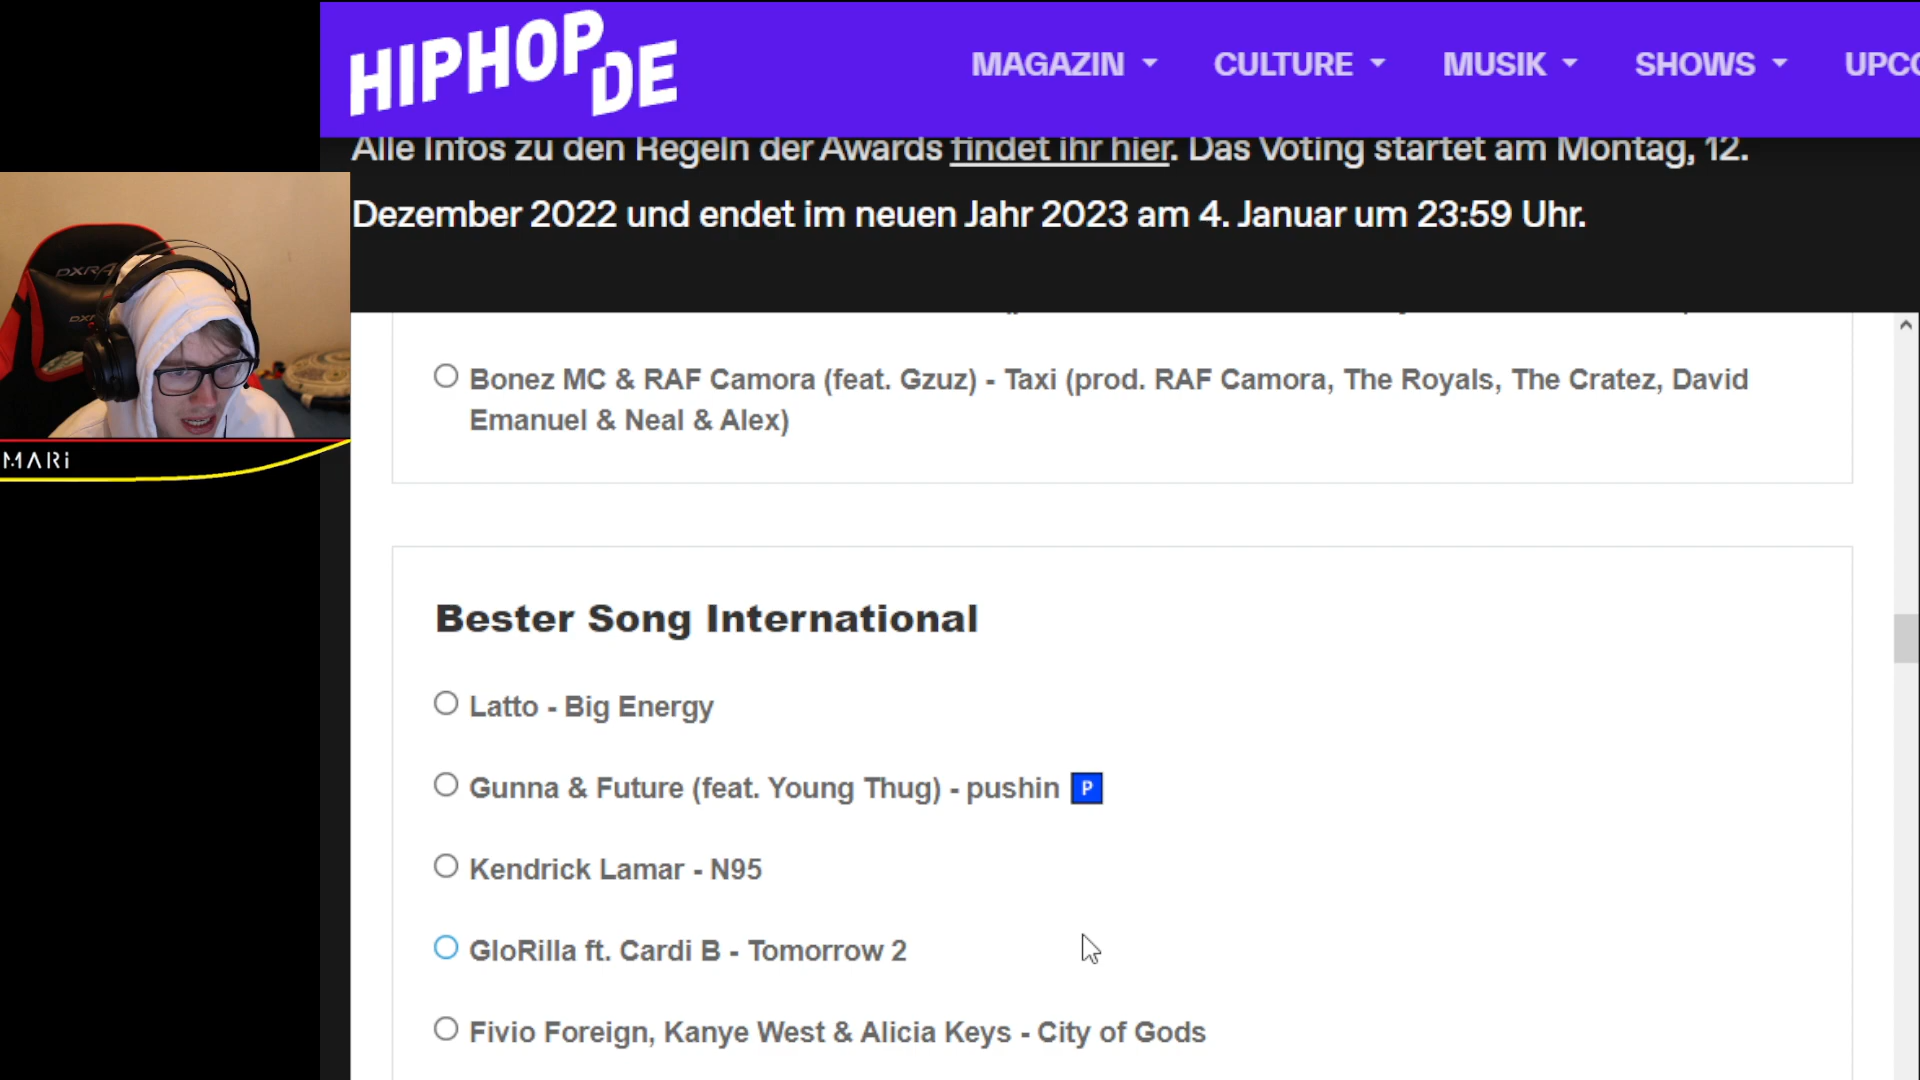 HIPHOP.DE
MAGAZIN
CULTURE
MUSIK
SHOWS
Alle Infos zu den Regeln der Awards findet ihr hier. Das Voting startet am Montag, 12.
Dezember 2022 und endet im neuen Jahr 2023 am 4. Januar um 23:59 Uhr.
MARi
Bonez MC & RAF Camora (feat. Gzuz) - Taxi (prod. RAF Camora, The Royals, The Cratez, David
Emanuel & Neal & Alex)
Bester Song International
Latto - Big Energy
Gunna & Future (feat. Young Thug) - pushin P
Kendrick Lamar - N95
GloRilla ft. Cardi B - Tomorrow 2
Fivio Foreign, Kanye West & Alicia Keys - City of Gods